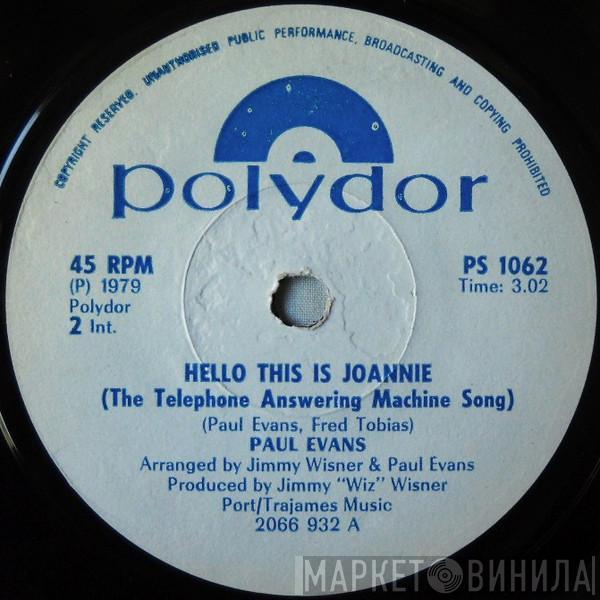 COPYRIGHT RESERVED. UNAUTHORISED PUBLIC PERFORMANCE, BROADCASTING AND COPYING PROHIBITED
polydor
45 RPM
(P) 1979
Polydor
2 Int.
PS 1062
Time: 3.02
HELLO THIS IS JOANNIE
(The Telephone Answering Machine Song)
(Paul Evans, Fred Tobias)
PAUL EVANS
Arranged by Jimmy Wisner & Paul Evans
Produced by Jimmy "Wiz" Wisner
Port/Trajames Music
2066 932 A
МАРКЕТ ВИНИЛА